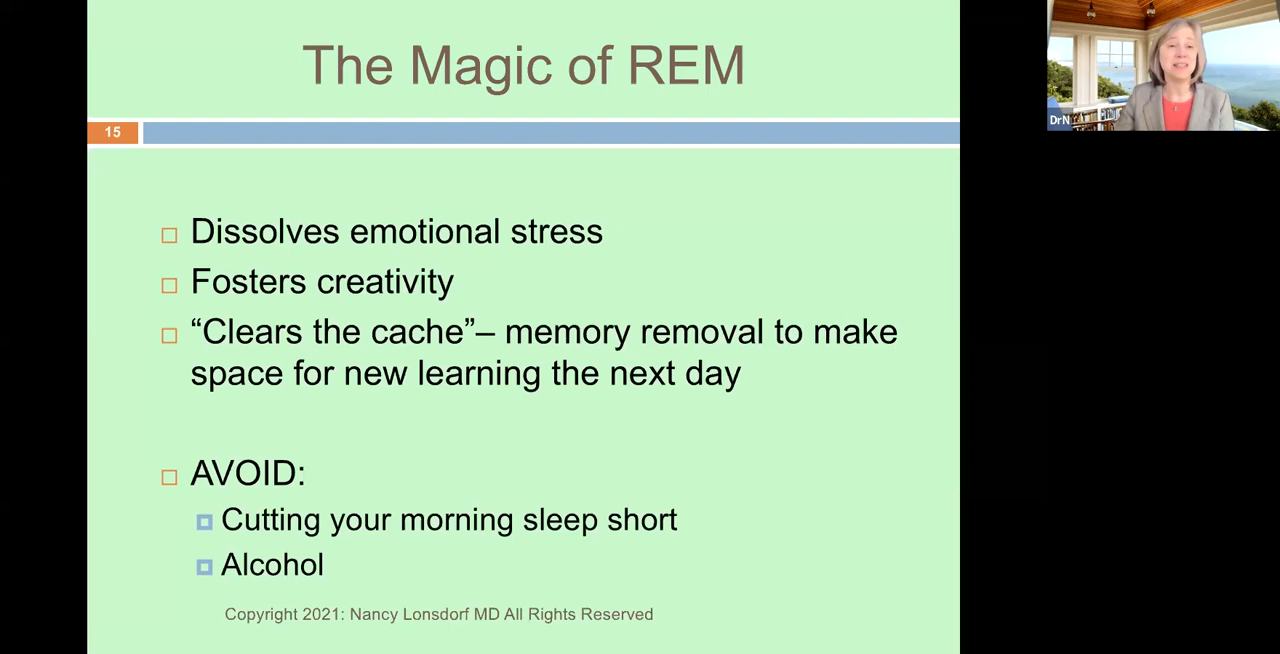 The Magic of REM
15
DrN
Dissolves emotional stress
Fosters creativity
“Clears the cache”– memory removal to make
space for new learning the next day
AVOID:
Cutting your morning sleep short
Alcohol
Copyright 2021: Nancy Lonsdorf MD All Rights Reserved